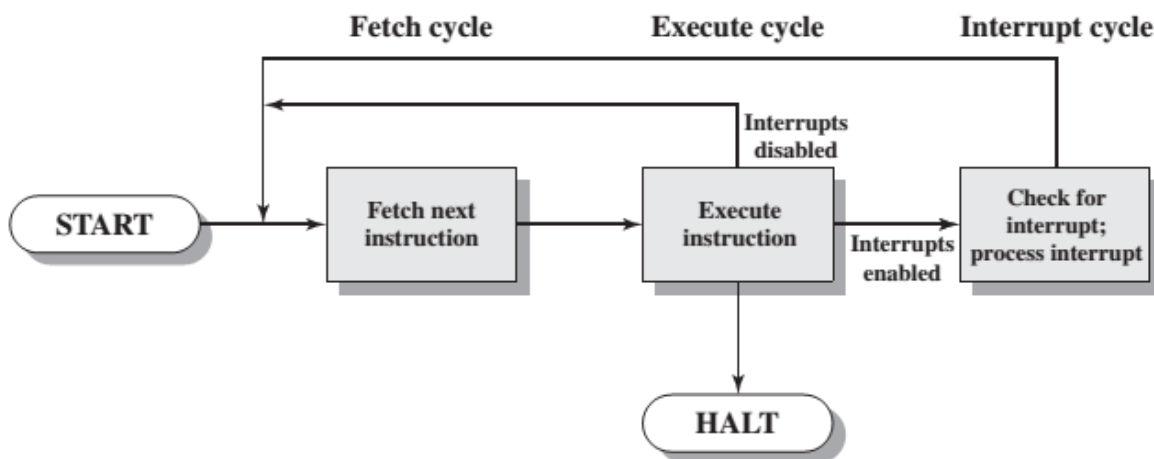 Fetch cycle
Execute cycle
Interrupt cycle
Interrupts
disabled
START
Fetch next
instruction
Execute
instruction
Interrupts
enabled
Check for
interrupt;
process interrupt
HALT